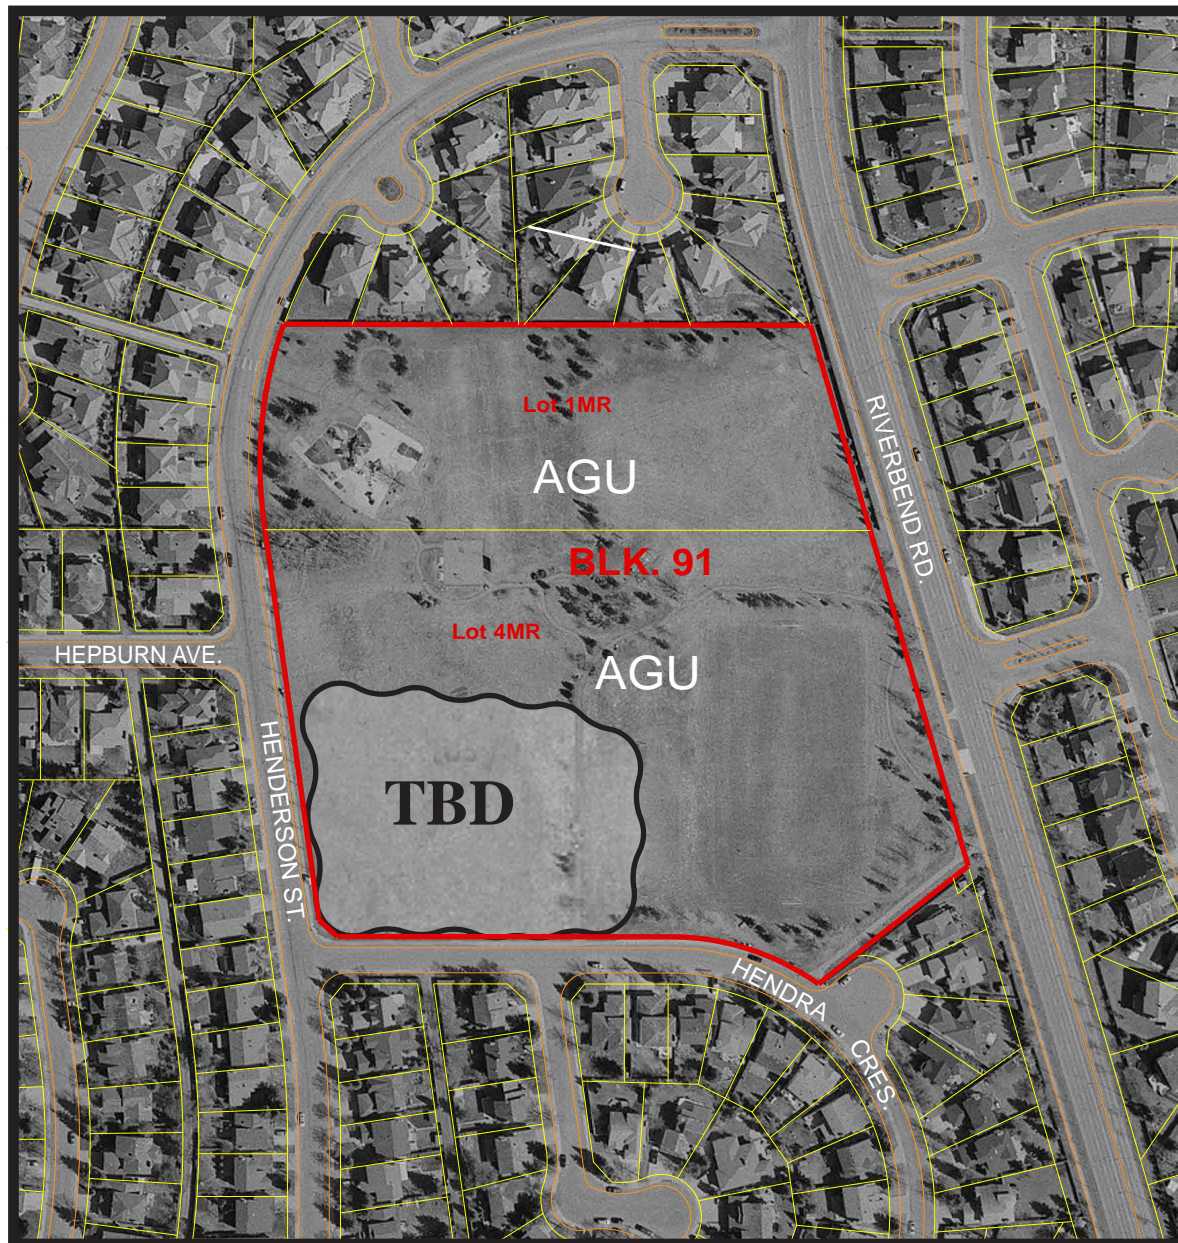 Lot 1MR
AGU
RIVERBEND RD.
BLK. 91
Lot 4MR
HEPBURN AVE.
AGU
HENDERSON ST.
TBD
HENDRA
CRES.